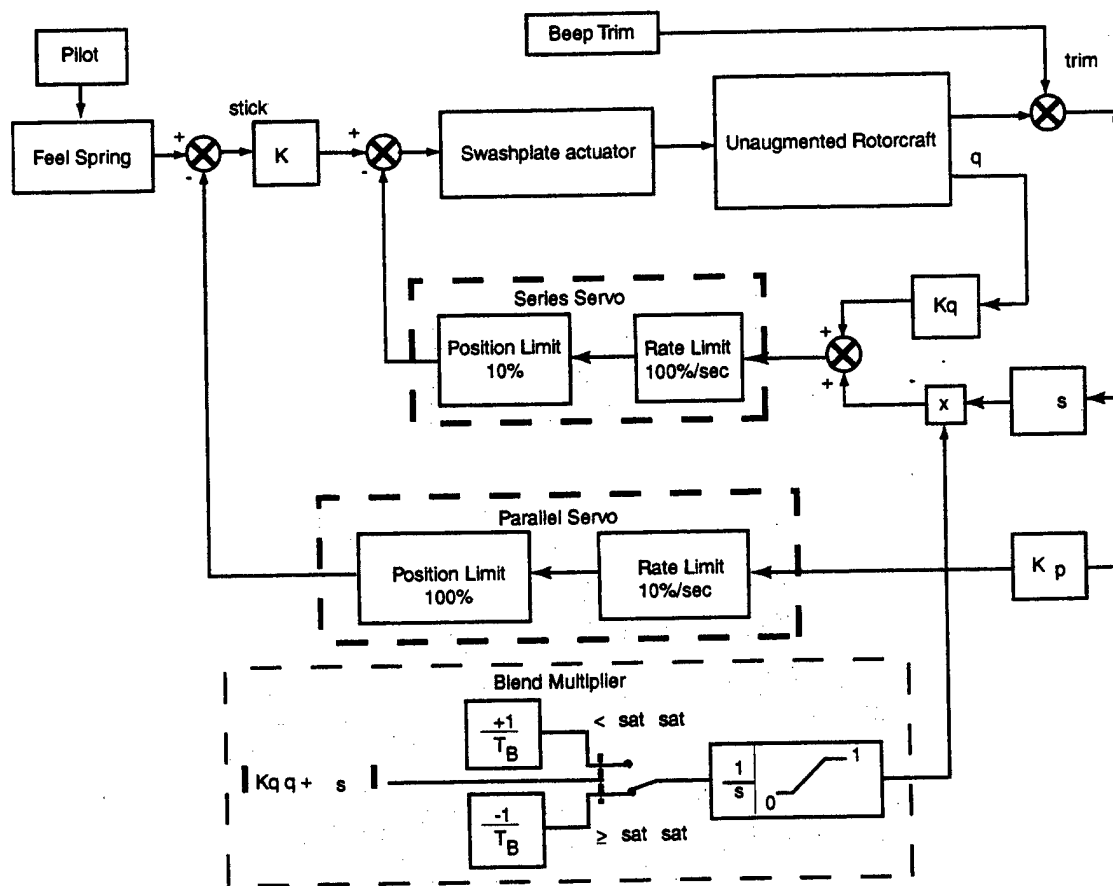 Beep Trim
Pilot
trim
stick
+
Feel Spring
K
+
Swashplate actuator
Unaugmented Rotorcraft
-
-
q
Series Servo
Kq
Position Limit
10%
Rate Limit
100%/sec
+
+
-
x
s
Parallel Servo
Position Limit
100%
Rate Limit
10%/sec
K p
Blend Multiplier
+1
T B
< sat sat
| Kq q + s |
1
s
0
1
-1
T B
≥ sat sat